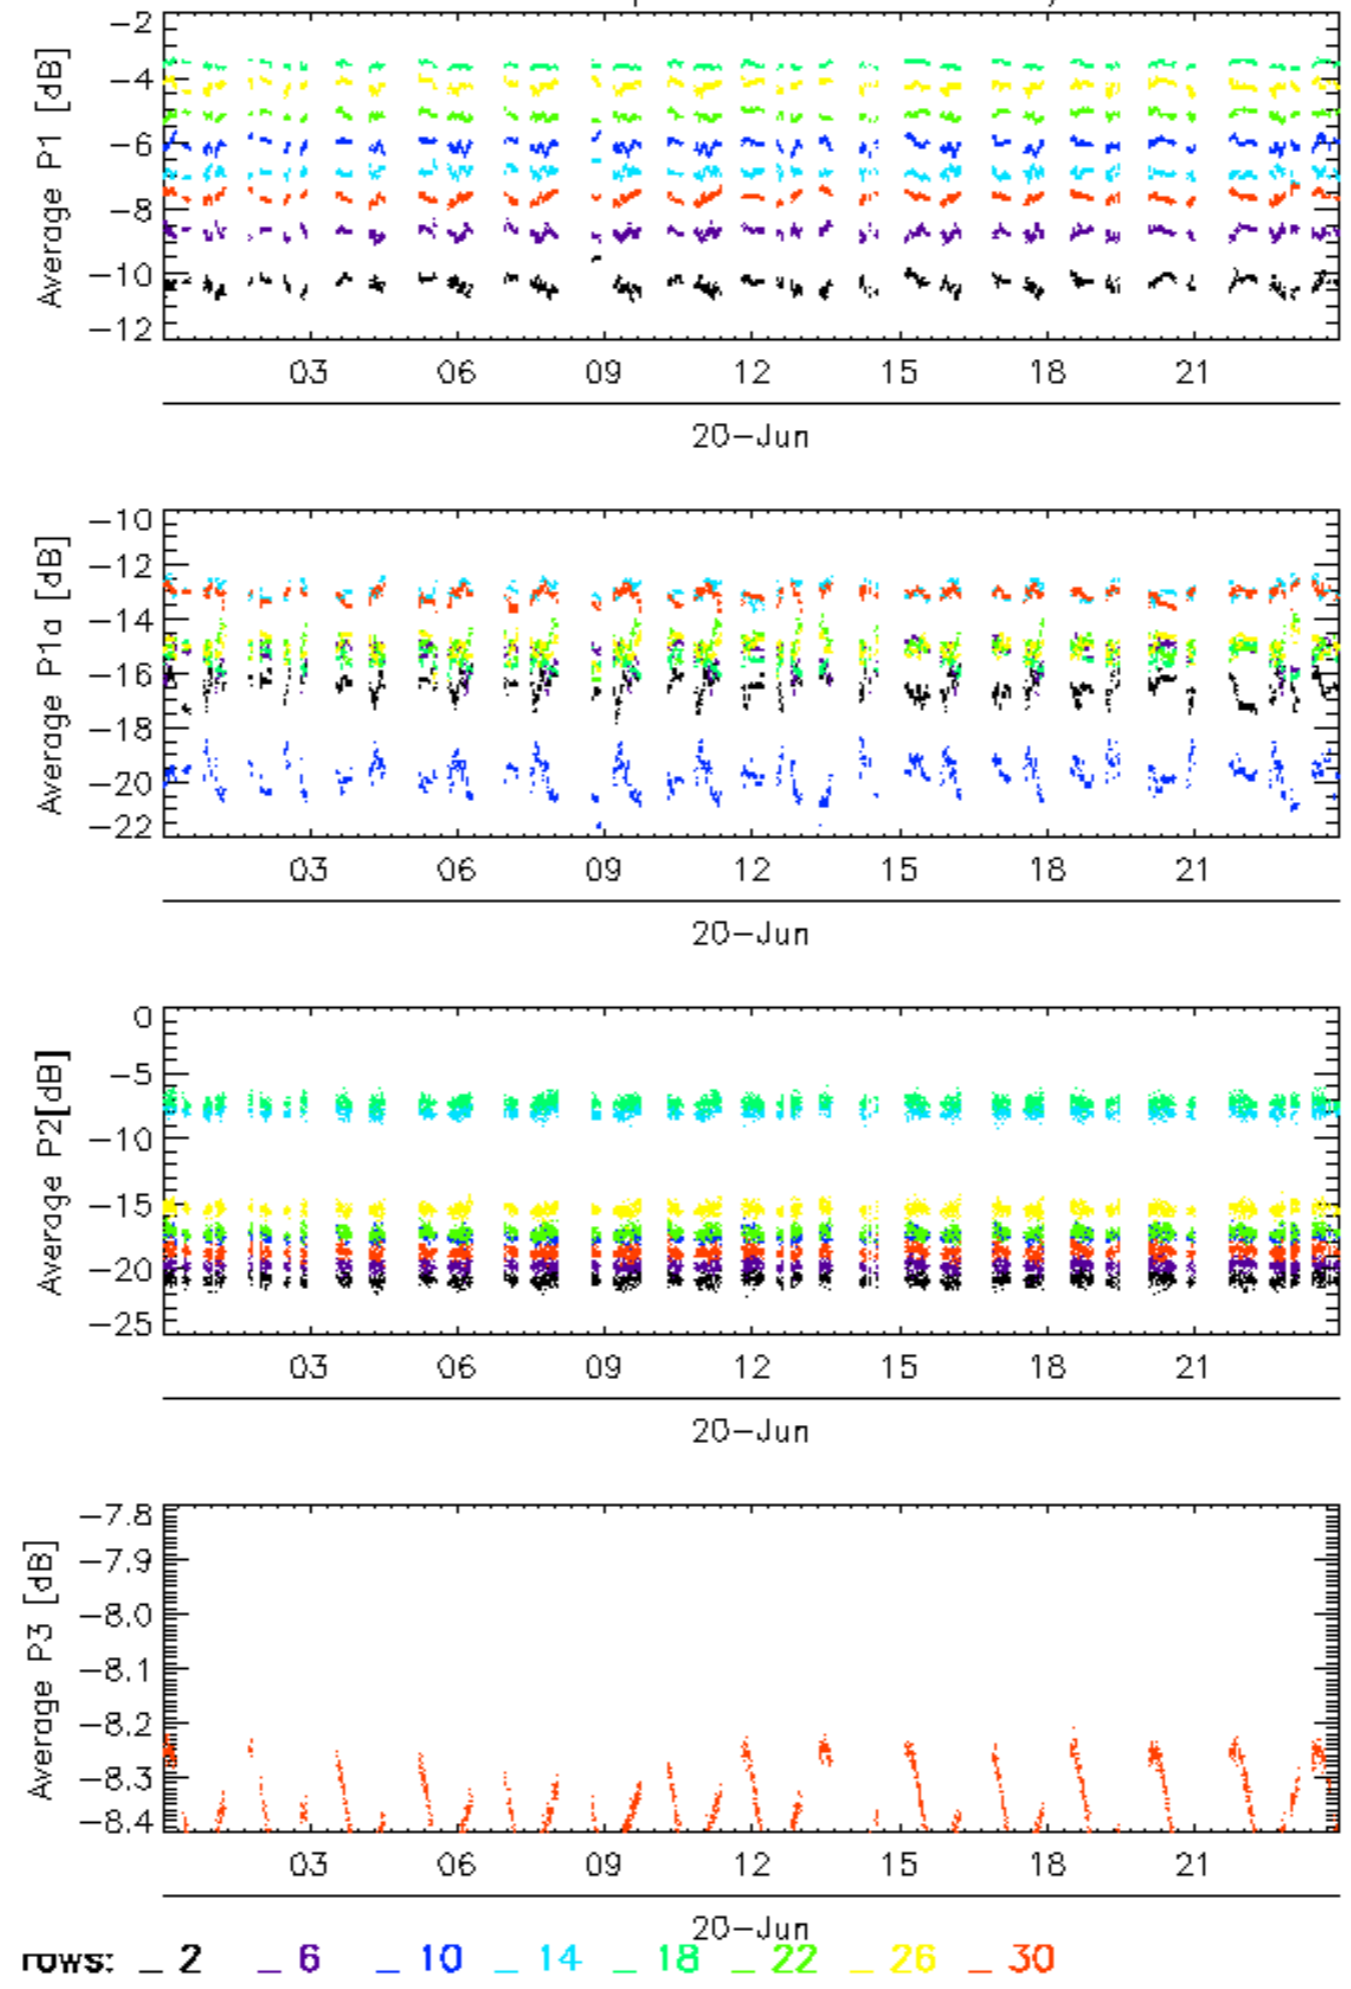 Average P1 [dB]
-2
-4
-6
-8
-10
-12
03 06 09 12 15 18 21
20-Jun
Average P1a [dB]
-10
-12
-14
-16
-18
-20
-22
03 06 09 12 15 18 21
20-Jun
Average P2[dB]
0
-5
-10
-15
-20
-25
03 06 09 12 15 18 21
20-Jun
Average P3 [dB]
-7.8
-7.9
-8.0
-8.1
-8.2
-8.3
-8.4
03 06 09 12 15 18 21
20-Jun
rows: _ 2 _ 6 _ 10 _ 14 _ 18 _ 22 _ 26 _ 30